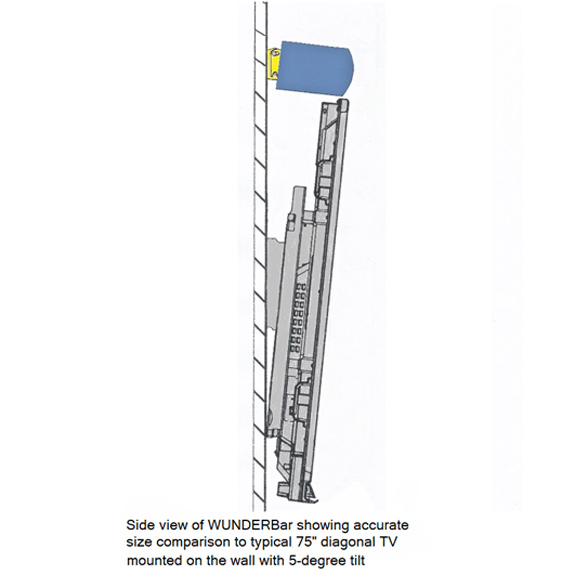 Side view of WUNDERBar showing accurate
size comparison to typical 75" diagonal TV
mounted on the wall with 5-degree tilt